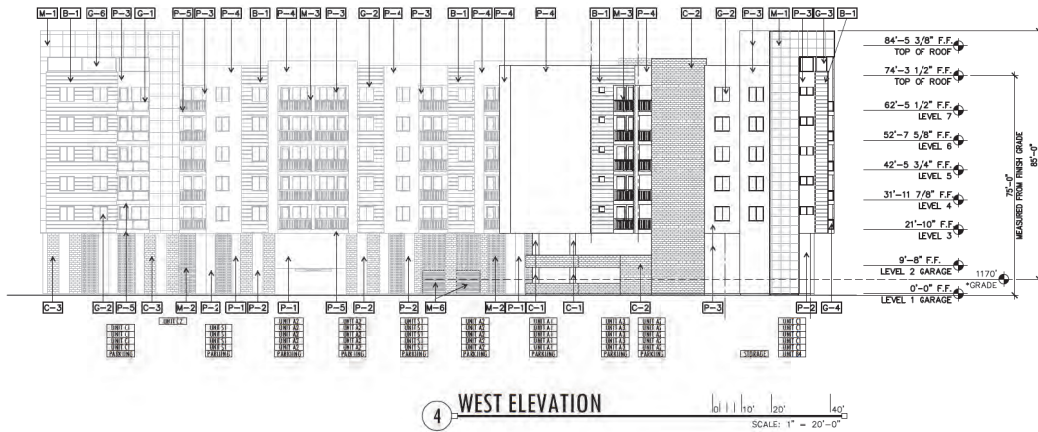 M-1 G-6 P-3 G-1 P-5 P-3 P-4 P-4 M-3 P-3 G-2 P-4 P-3 B-1 P-4 P-4 P-4 B-1 M-3 P-4 C-2 G-2 P-3 M-1 P-3 G-3 B-1
B-1 B-1
84'-5 3/8" F.F.
TOP OF ROOF
74'-3 1/2" F.F.
TOP OF ROOF
62'-5 1/2" F.F.
LEVEL 7
52'-7 5/8" F.F.
LEVEL 6
42'-5 3/4" F.F.
LEVEL 5
31'-11 7/8" F.F.
LEVEL 4
21'-10" F.F.
LEVEL 3
9'-8" F.F.
LEVEL 2 GARAGE
0'-0" F.F.
LEVEL 1 GARAGE
75'-0"
MEASURED FROM FINISH GRADE
85'-0"
1170'
*GRADE
C-3 G-2 P-5 C-3 M-2 P-2 P-1 P-2 P-1 P-5 P-2 P-2 M-6 M-2 P-1 C-1 C-1 C-2 P-3 P-2 G-4
PARKING PARKING PARKING PARKING PARKING PARKING PARKING PARKING PARKING STORAGE
4
WEST ELEVATION
0 10' 20' 40'
SCALE: 1" = 20'-0"